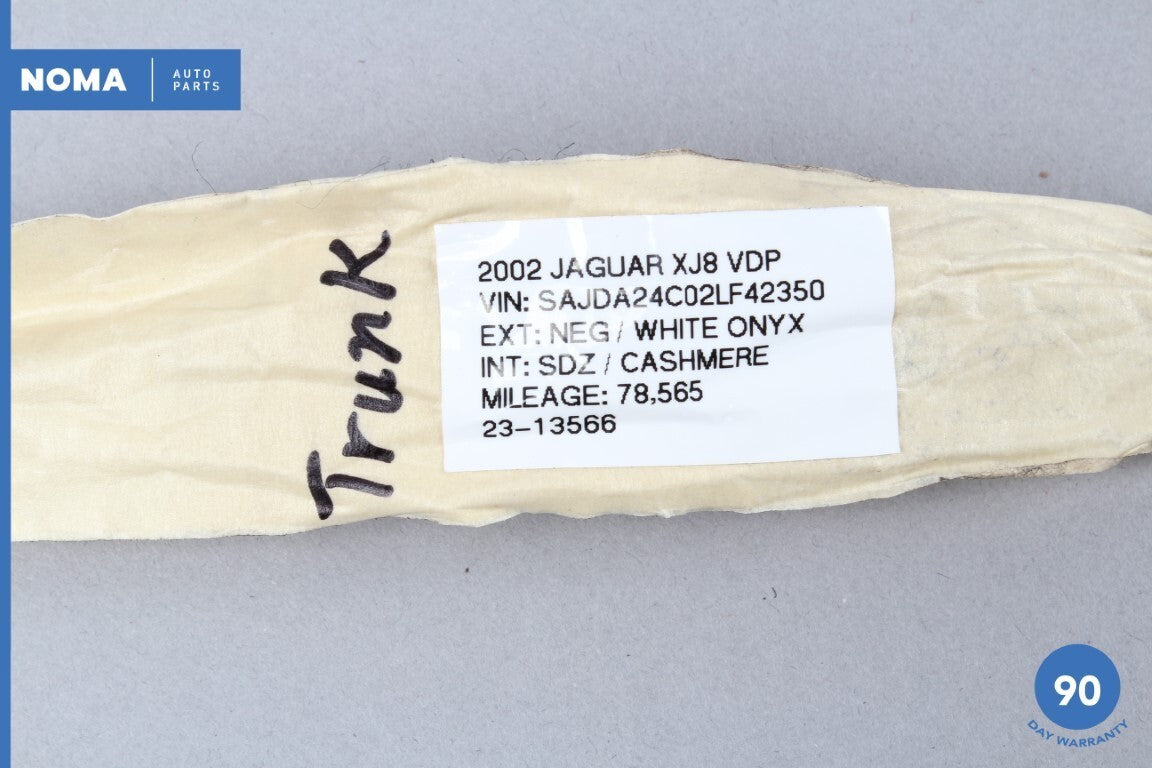 NOMA
AUTO
PARTS
Trunk
2002 JAGUAR XJ8 VDP
VIN: SAJDA24C02LF42350
EXT: NEG / WHITE ONYX
INT: SDZ / CASHMERE
MILEAGE: 78,565
23-13566
90
DAY WARRANTY